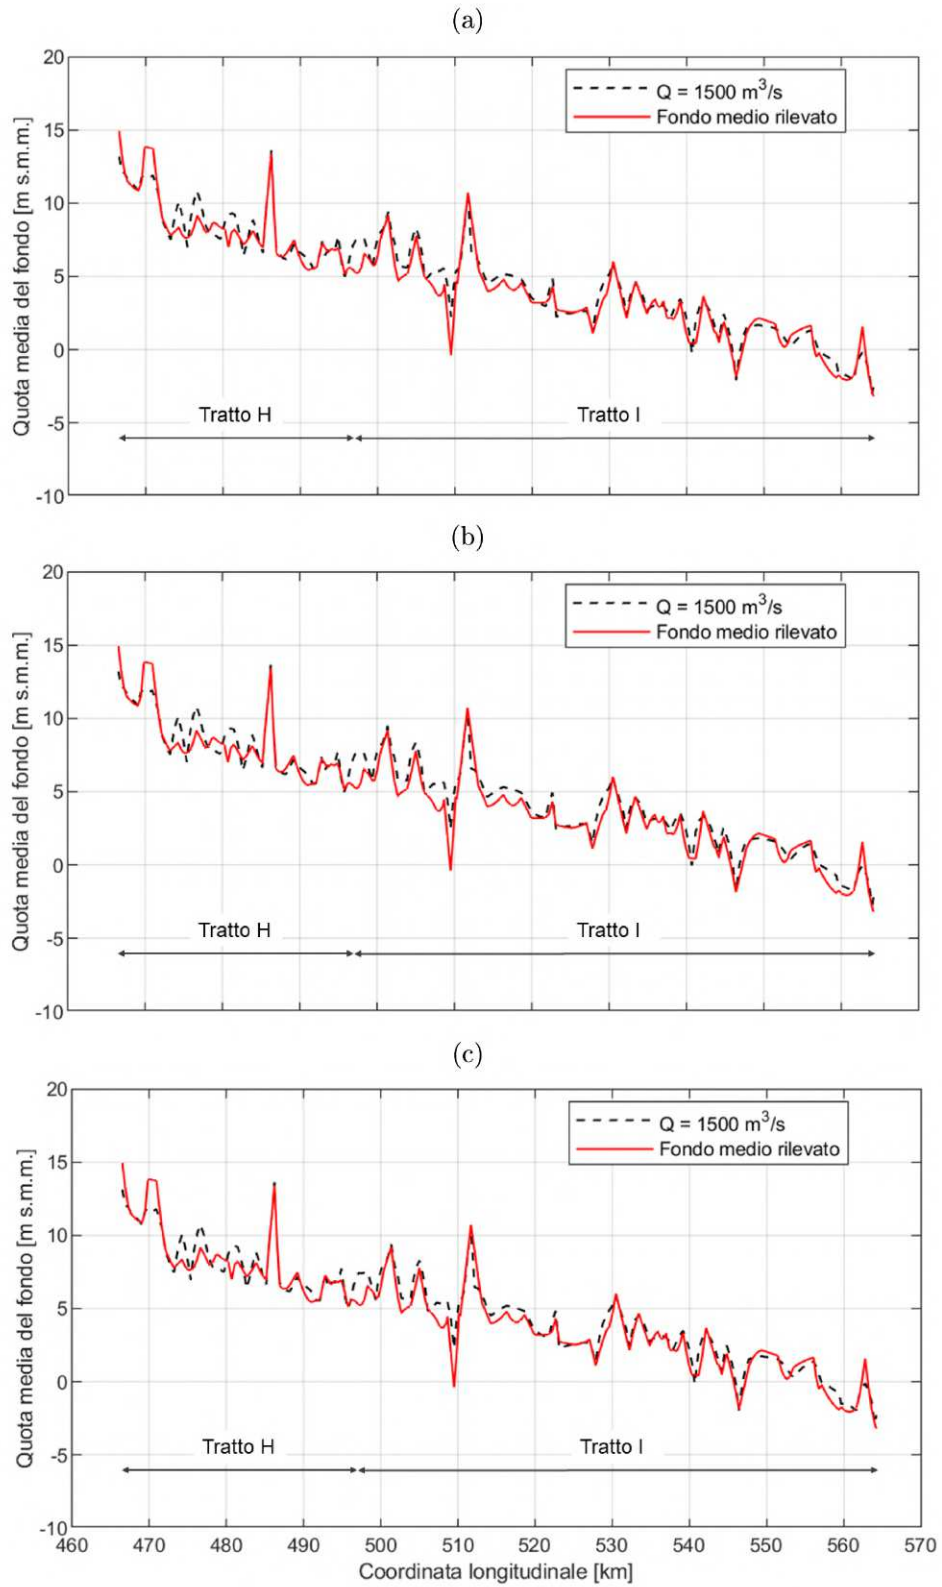 (a)
20
15
10
5
0
-5
-10
Quota media del fondo [m s.m.m.]
Q = 1500 m³/s
Fondo medio rilevato
Tratto H
Tratto I
(b)
20
15
10
5
0
-5
-10
Quota media del fondo [m s.m.m.]
Q = 1500 m³/s
Fondo medio rilevato
Tratto H
Tratto I
(c)
20
15
10
5
0
-5
-10
Quota media del fondo [m s.m.m.]
Q = 1500 m³/s
Fondo medio rilevato
Tratto H
Tratto I
460 470 480 490 500 510 520 530 540 550 560 570
Coordinata longitudinale [km]